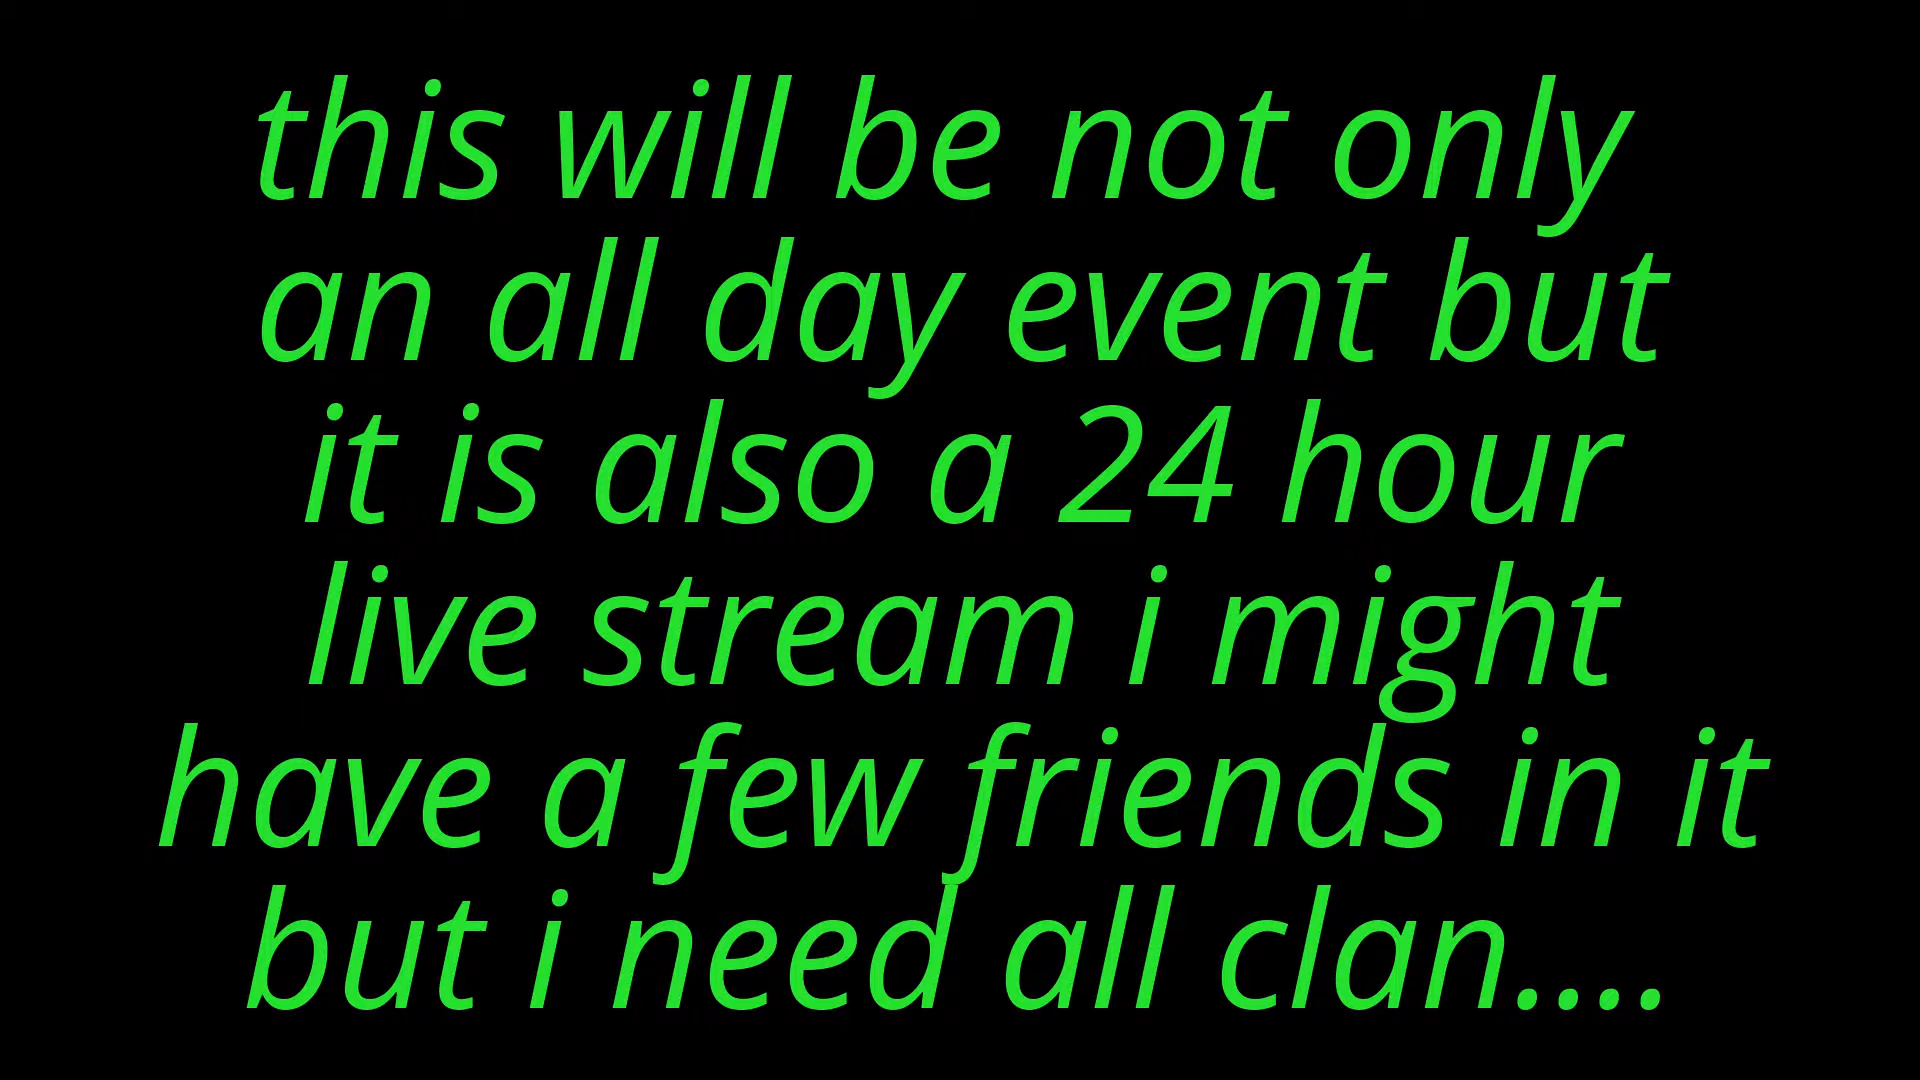 this will be not only
an all day event but
it is also a 24 hour
live stream i might
have a few friends in it
but i need all clan....